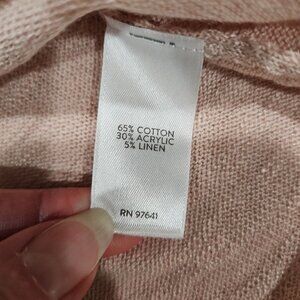 65% COTTON
30% ACRYLIC
5% LINEN
RN 97641